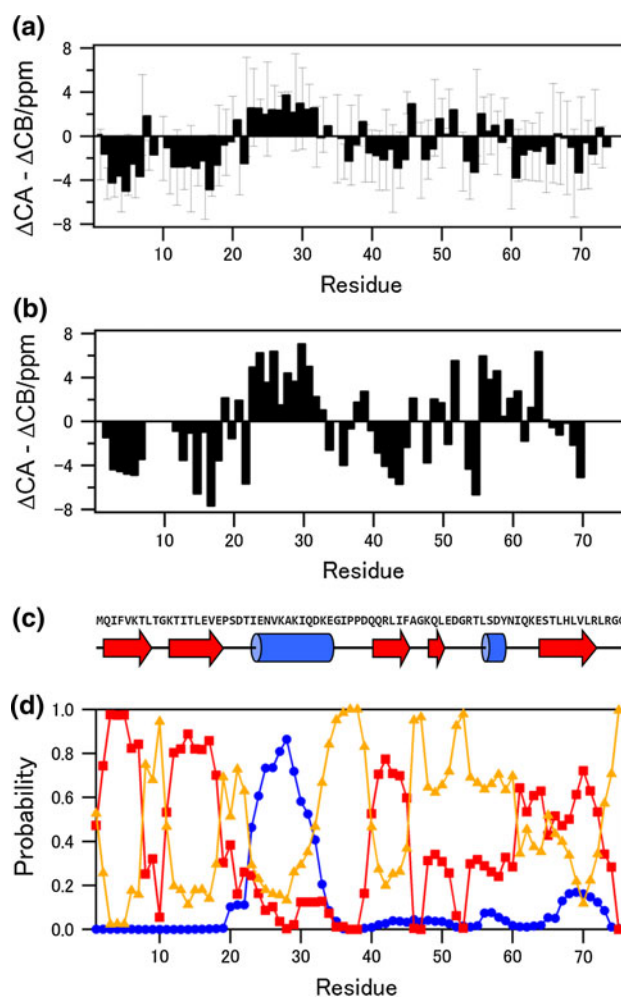 (a)
ΔCA - ΔCB/ppm
8
4
0
-4
-8
10 20 30 40 50 60 70
Residue
(b)
ΔCA - ΔCB/ppm
8
4
0
-4
-8
10 20 30 40 50 60 70
Residue
(c)
MQIFVKTLTGKTITLEVEPSDTIENVKAKIQDKEGIPPDQQRLIFAGKQLEDGRTLSDYNIQKESTLHLVLRLRGG
(d)
Probability
1.0
0.8
0.6
0.4
0.2
0.0
10 20 30 40 50 60 70
Residue